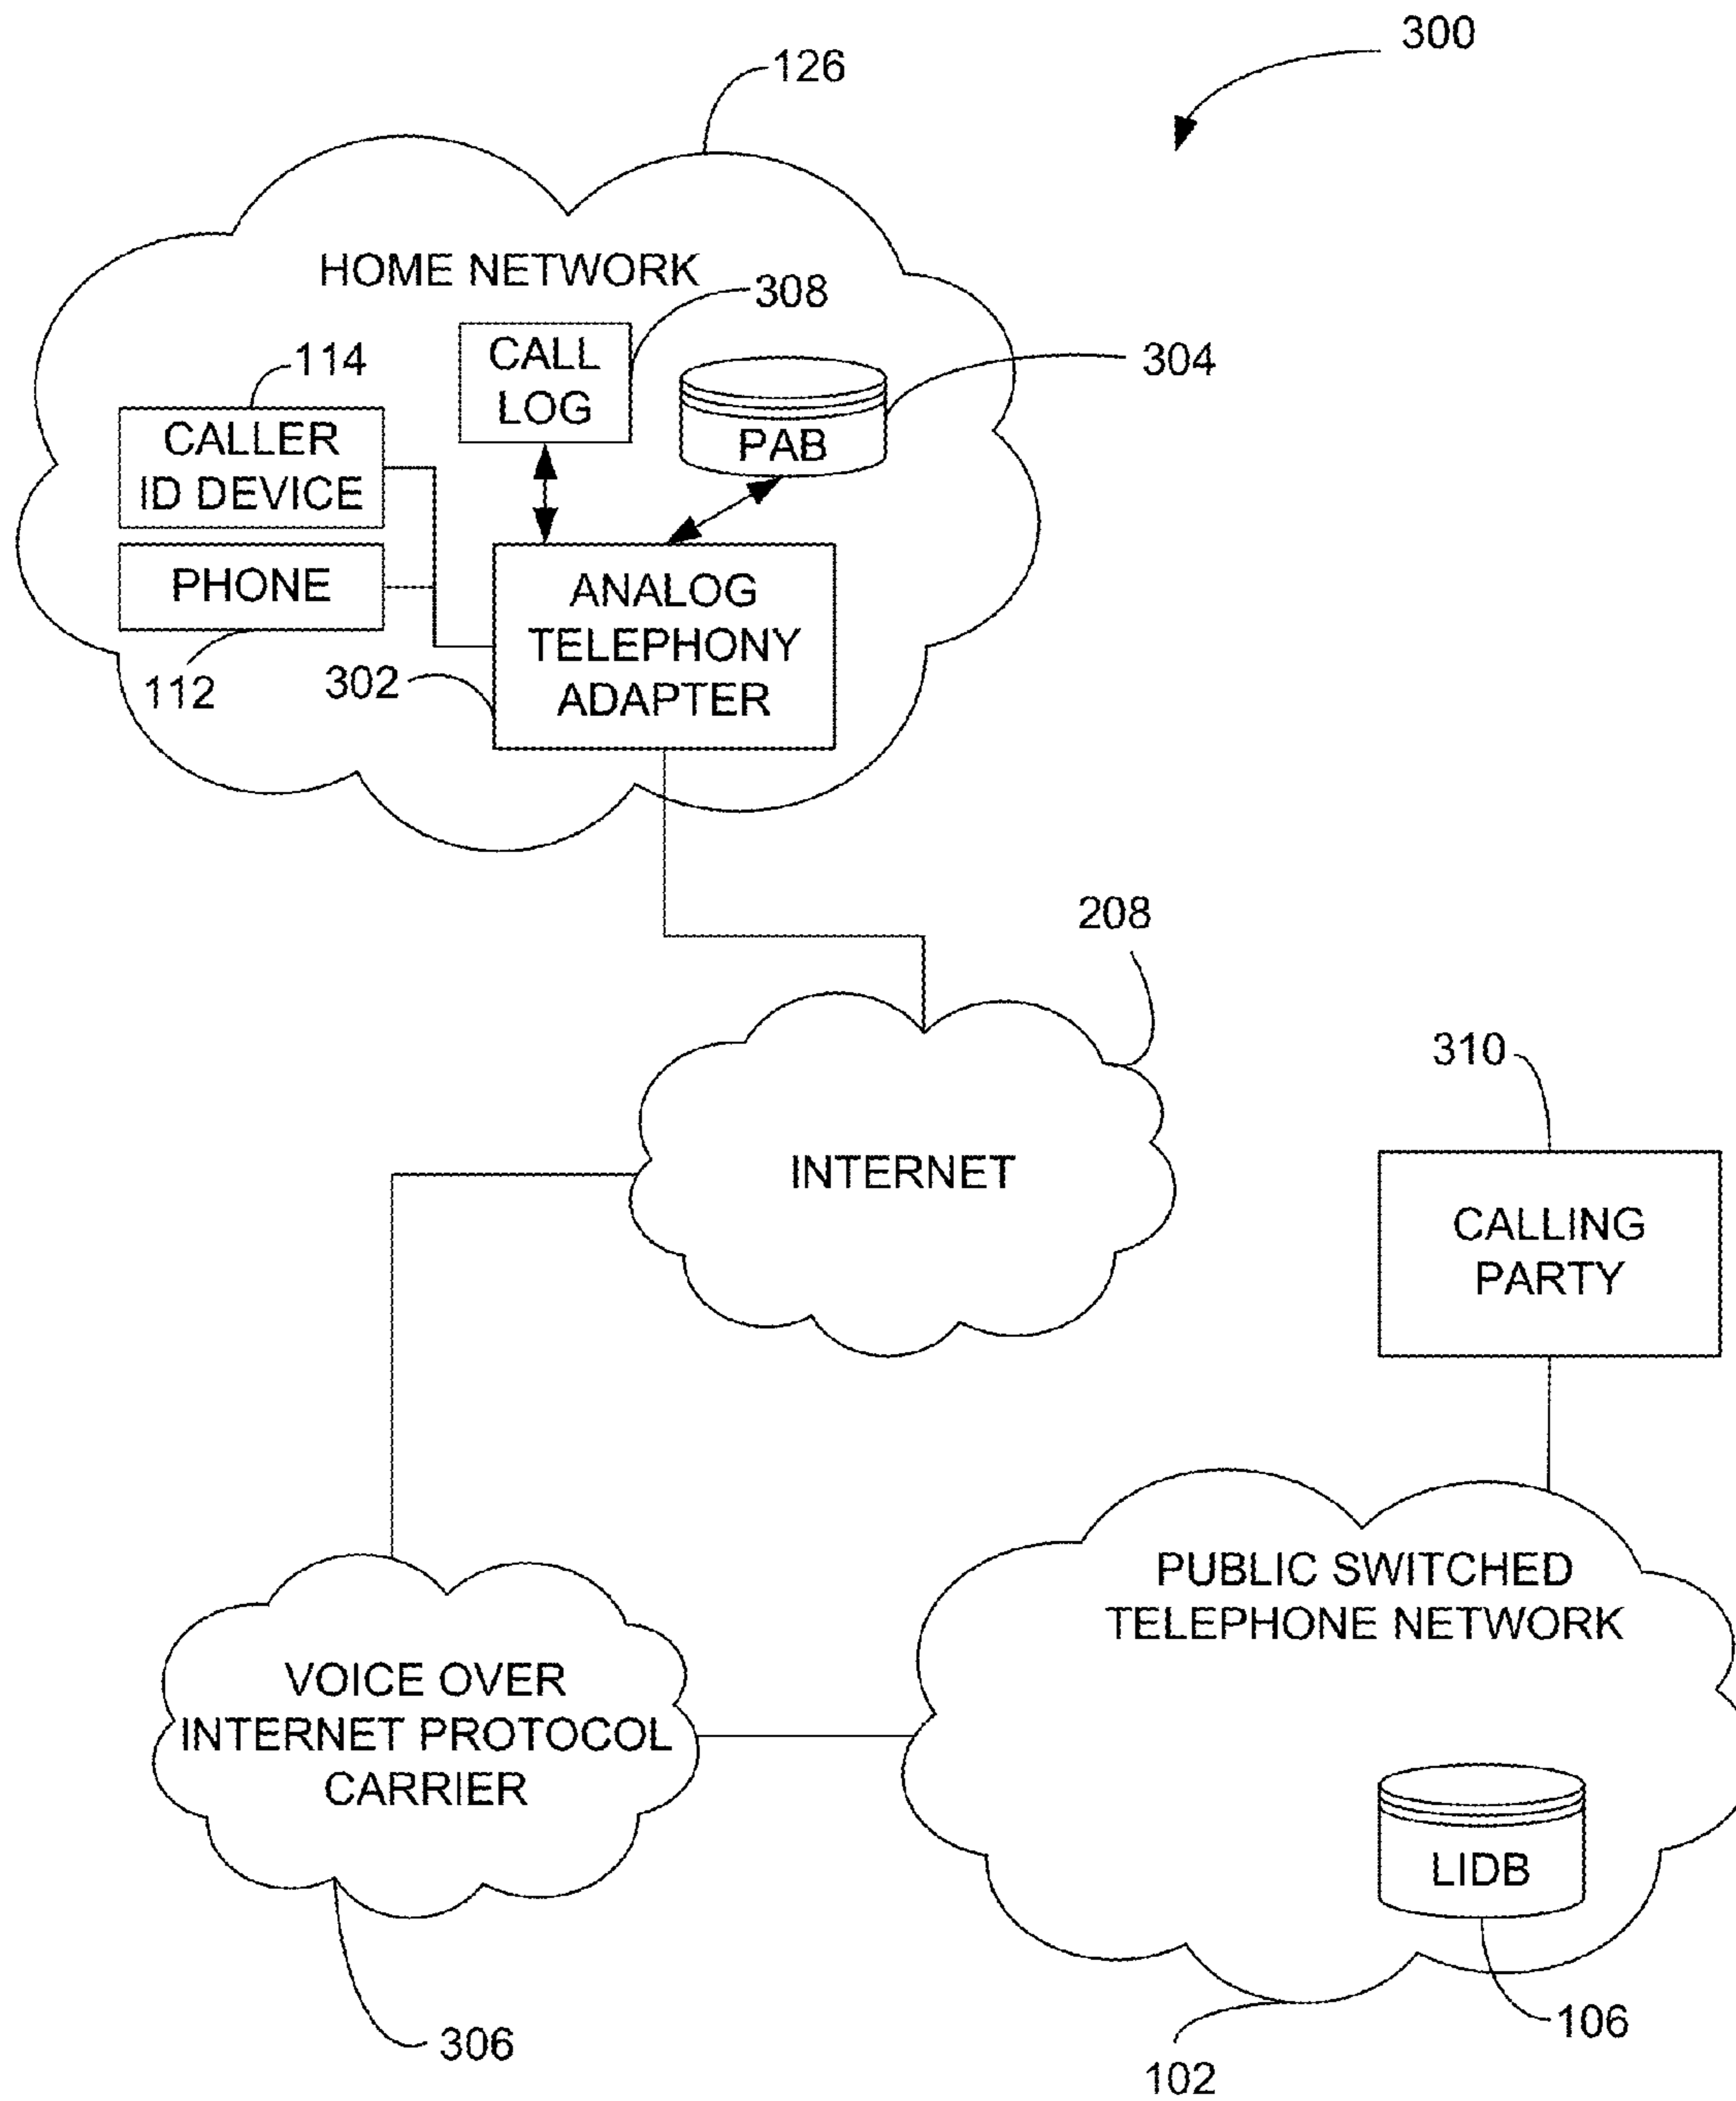 300
126
HOME NETWORK
308
CALL
LOG
304
PAB
114
CALLER
ID DEVICE
PHONE
112
302
ANALOG
TELEPHONY
ADAPTER
208
INTERNET
310
CALLING
PARTY
PUBLIC SWITCHED
TELEPHONE NETWORK
VOICE OVER
INTERNET PROTOCOL
CARRIER
LIDB
306
106
102